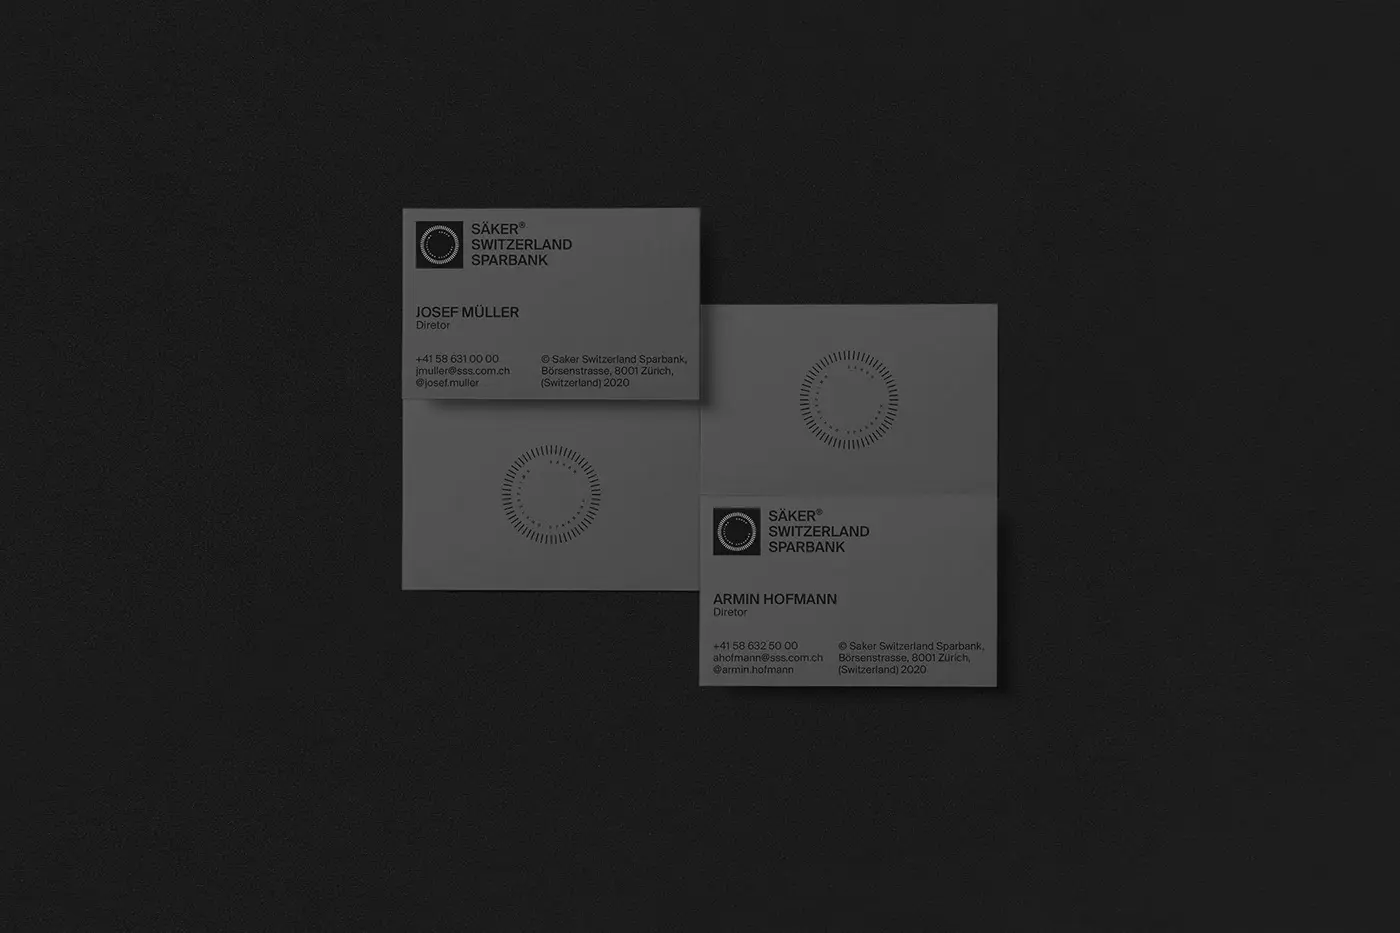 SÄKER®
SWITZERLAND
SPARBANK
JOSEF MÜLLER
Diretor
+41 58 631 00 00
jmuller@sss.com.ch
@josef.muller
© Saker Switzerland Sparbank,
Börsenstrasse, 8001 Zürich,
(Switzerland) 2020
SÄKER®
SWITZERLAND
SPARBANK
ARMIN HOFMANN
Diretor
+41 58 632 50 00
ahofmann@sss.com.ch
@armin.hofmann
© Saker Switzerland Sparbank,
Börsenstrasse, 8001 Zürich,
(Switzerland) 2020